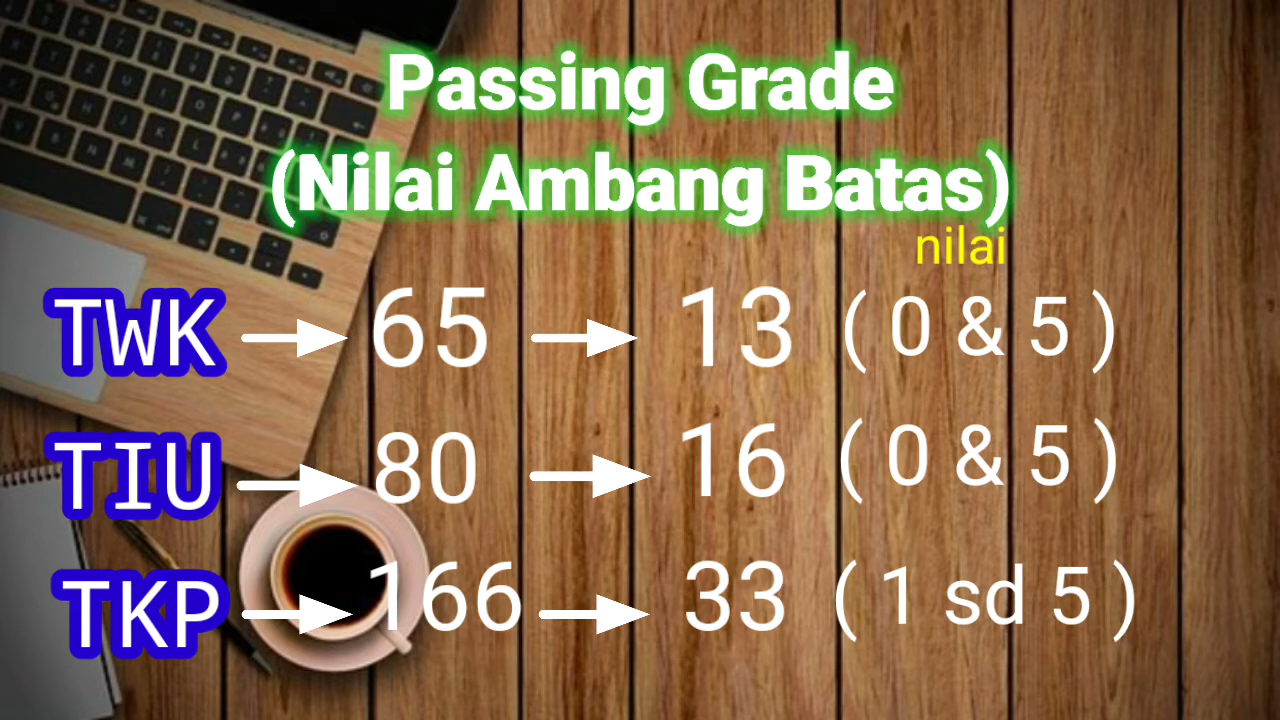 Passing Grade
(Nilai Ambang Batas)
nilai
TWK 65 13 ( 0 & 5 )
TIU 80 16 ( 0 & 5 )
TKP 166 33 ( 1 sd 5 )